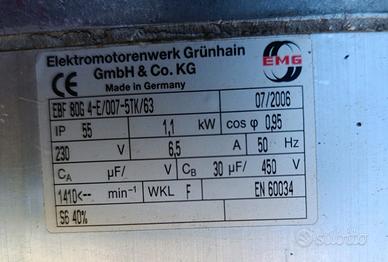 Elektromotorenwerk Grünhain
GmbH & Co. KG
EMG
CE
Made in Germany
EBF 80G 4-E/007-5TK/63 07/2006
IP 55 1,1 kW cos φ 0,95
230 V 6,5 A 50 Hz
CA µF/ V CB 30 µF/ 450 V
1410<-- min⁻¹ WKL F EN 60034
S6 40%
subito